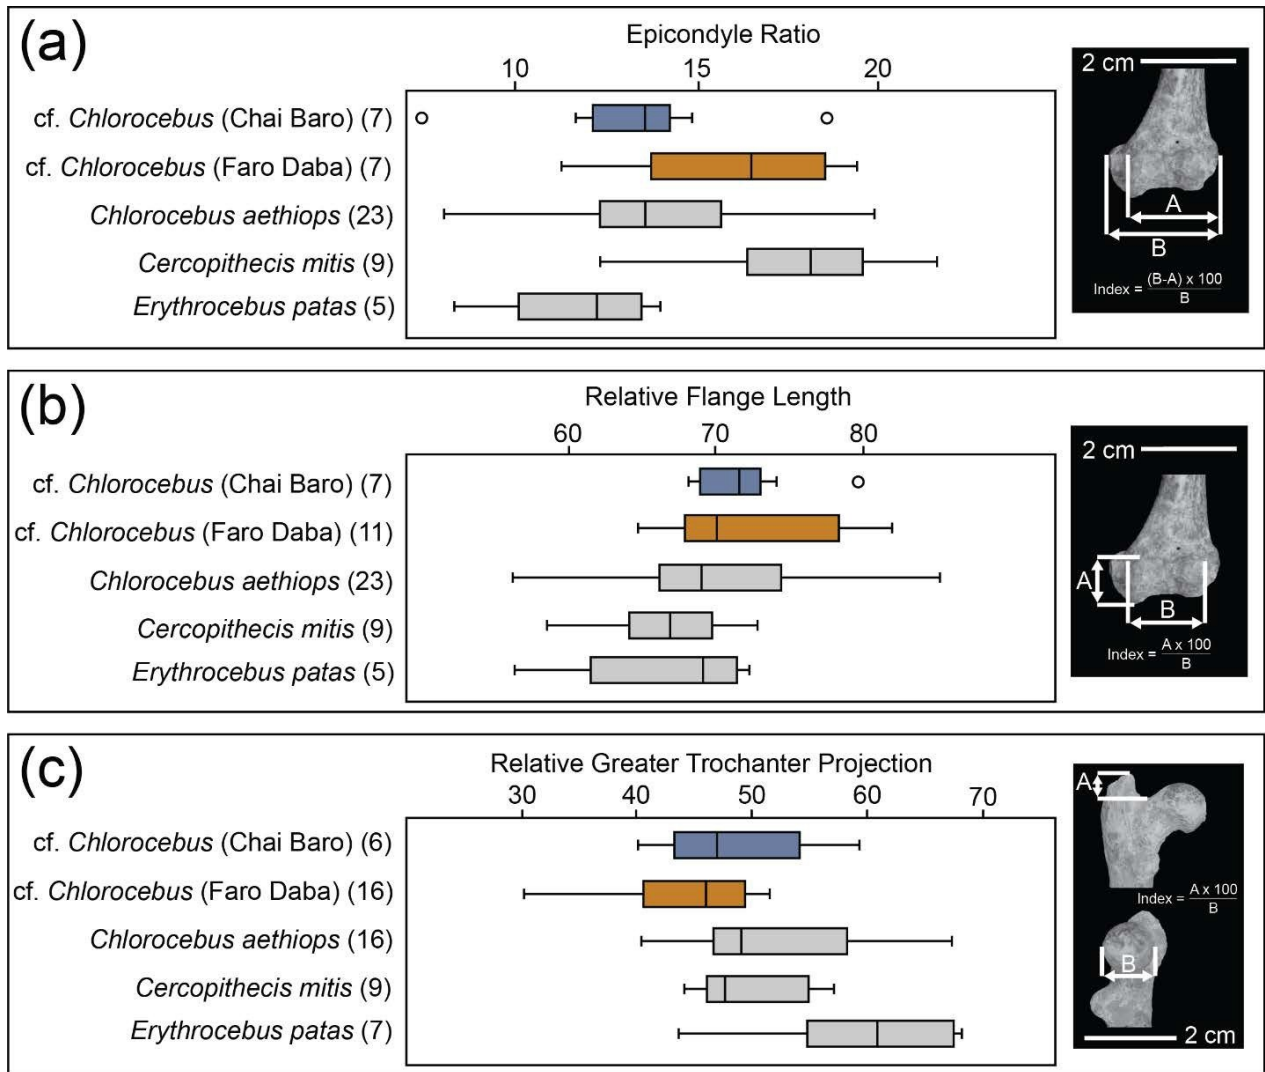 (a)
Epicondyle Ratio
10 15 20
cf. Chlorocebus (Chai Baro) (7)
cf. Chlorocebus (Faro Daba) (7)
Chlorocebus aethiops (23)
Cercopithecis mitis (9)
Erythrocebus patas (5)
2 cm
A
B
Index = (B-A) x 100
B
(b)
Relative Flange Length
60 70 80
cf. Chlorocebus (Chai Baro) (7)
cf. Chlorocebus (Faro Daba) (11)
Chlorocebus aethiops (23)
Cercopithecis mitis (9)
Erythrocebus patas (5)
2 cm
A
B
Index = A x 100
B
(c)
Relative Greater Trochanter Projection
30 40 50 60 70
cf. Chlorocebus (Chai Baro) (6)
cf. Chlorocebus (Faro Daba) (16)
Chlorocebus aethiops (16)
Cercopithecis mitis (9)
Erythrocebus patas (7)
A
Index = A x 100
B
B
2 cm